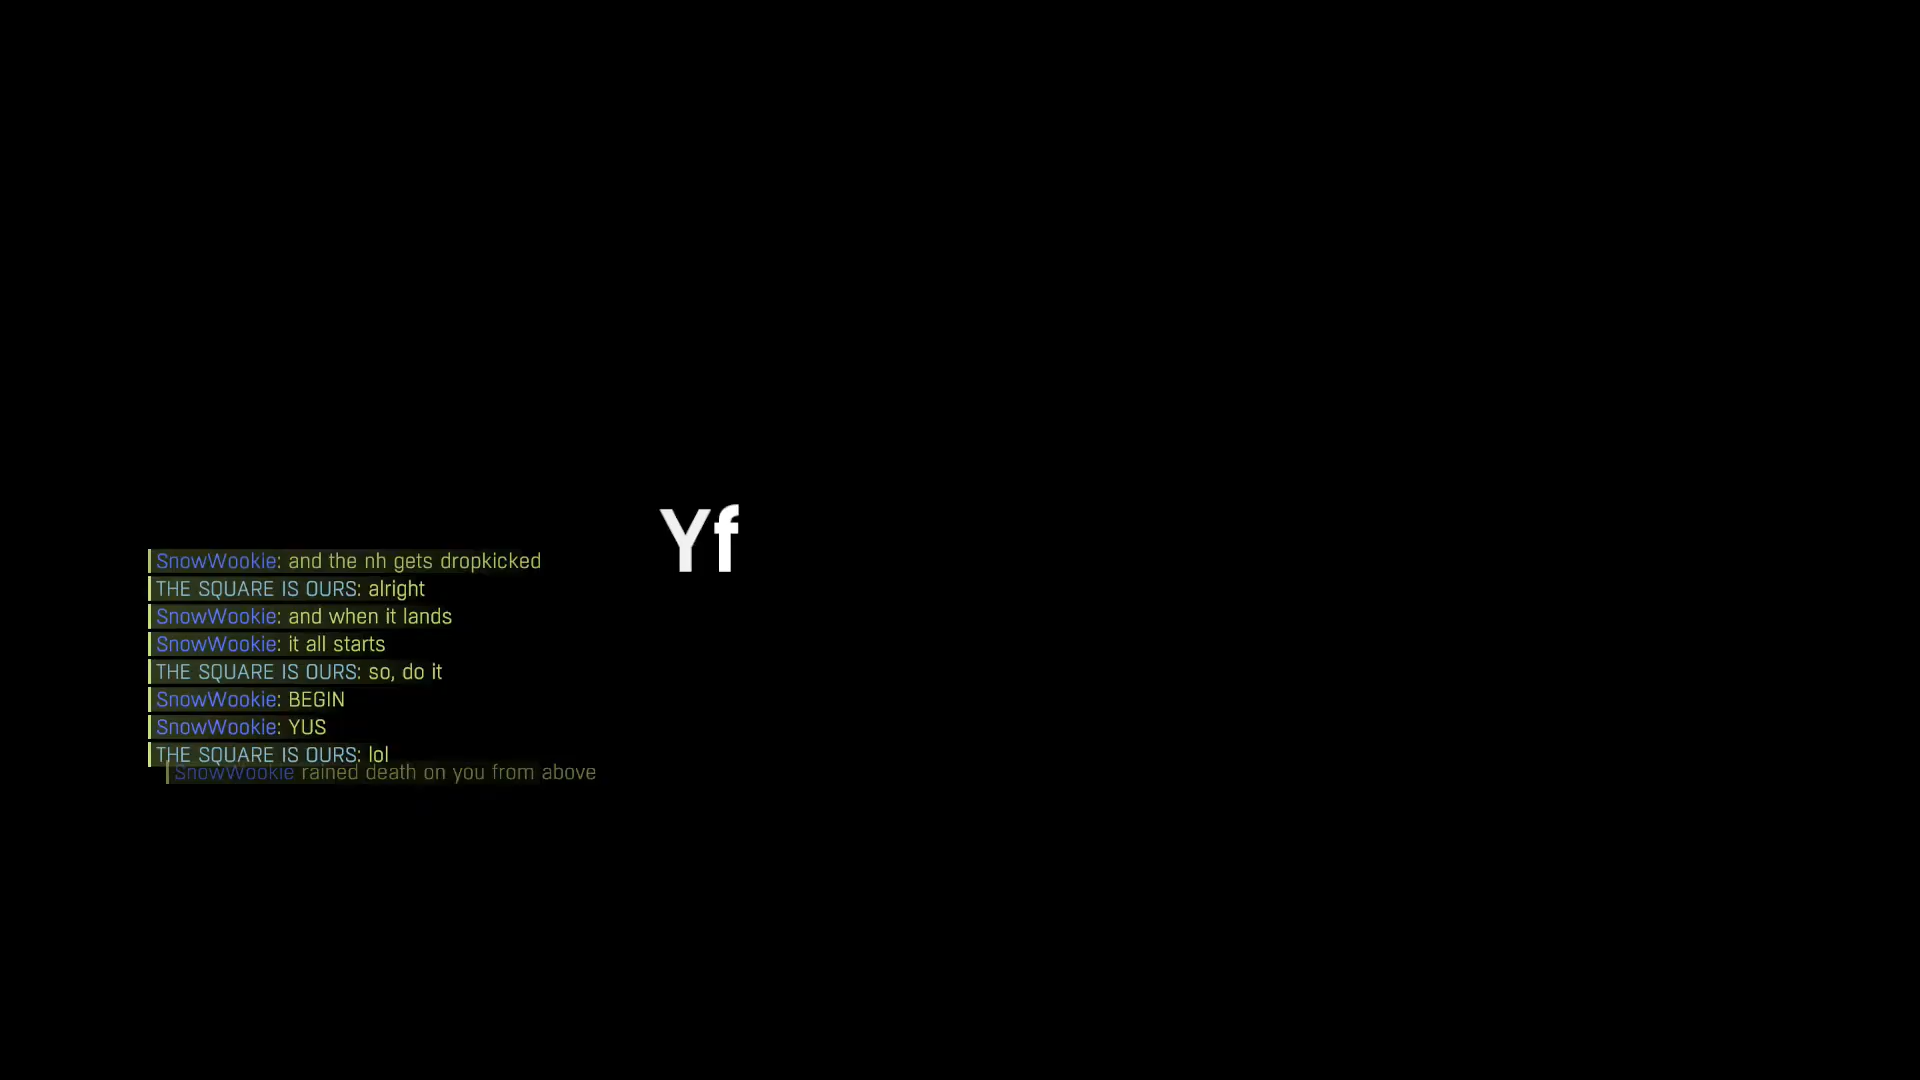 Yf
SnowWookie: and the nh gets dropkicked
THE SQUARE IS OURS: alright
SnowWookie: and when it lands
SnowWookie: it all starts
THE SQUARE IS OURS: so, do it
SnowWookie: BEGIN
SnowWookie: YUS
THE SQUARE IS OURS: lol
SnowWookie rained death on you from above